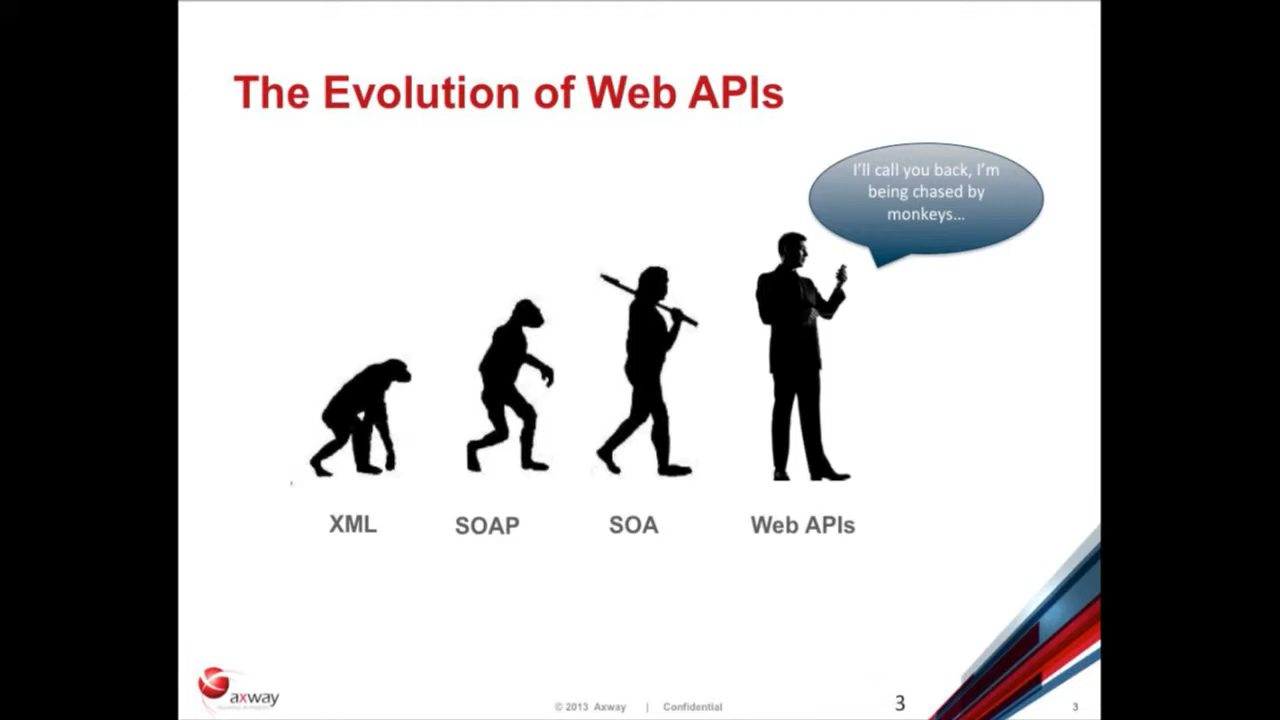 The Evolution of Web APIs
I'll call you back, I'm
being chased by
monkeys…
XML
SOAP
SOA
Web APIs
axway
© 2013 Axway | Confidential
3
3